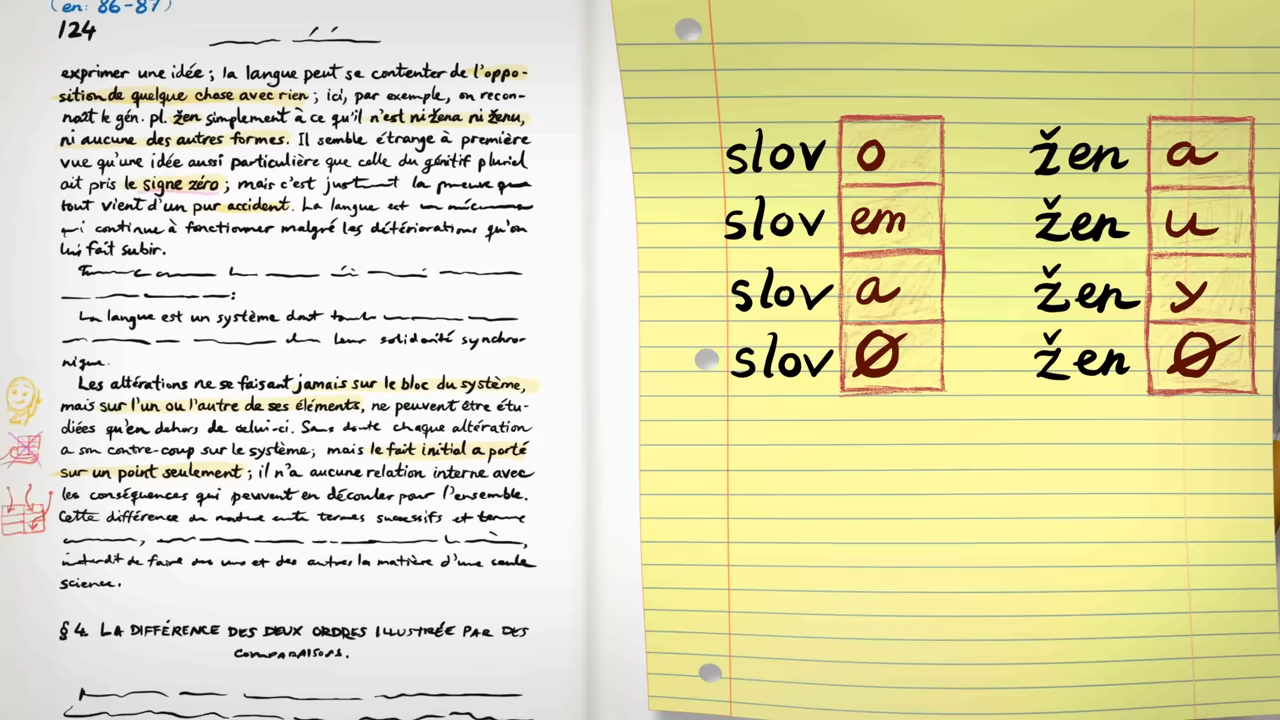 (en: 86-87)
124
exprimer une idée ; la langue peut se contenter de l'oppo-
sition de quelque chose avec rien ; ici, par exemple, on recon-
naît le gén. pl. žen simplement à ce qu'il n'est ni žena ni ženu,
ni aucune des autres formes. Il semble étrange à première
vue qu'une idée aussi particulière que celle du génitif pluriel
ait pris le signe zéro ; mais c'est justement la preuve que
tout vient d'un pur accident. La langue est un
qui continue à fonctionner malgré les détériorations qu'on
lui fait subir.
La langue est un système dont
leur solidarité synchro-
nique.
Les altérations ne se faisant jamais sur le bloc du système,
mais sur l'un ou l'autre de ses éléments, ne peuvent être étu-
diées qu'en dehors de celui-ci. Sans doute chaque altération
a son contre-coup sur le système ; mais le fait initial a porté
sur un point seulement ; il n'a aucune relation interne avec
les conséquences qui peuvent en découler pour l'ensemble.
Cette différence de nature entre termes successifs et
interdit de faire des uns et des autres la matière d'une seule
science.
§ 4. LA DIFFÉRENCE DES DEUX ORDRES ILLUSTRÉE PAR DES
COMPARAISONS.
slov o žen a
slov em žen u
slov a žen y
slov Ø žen Ø